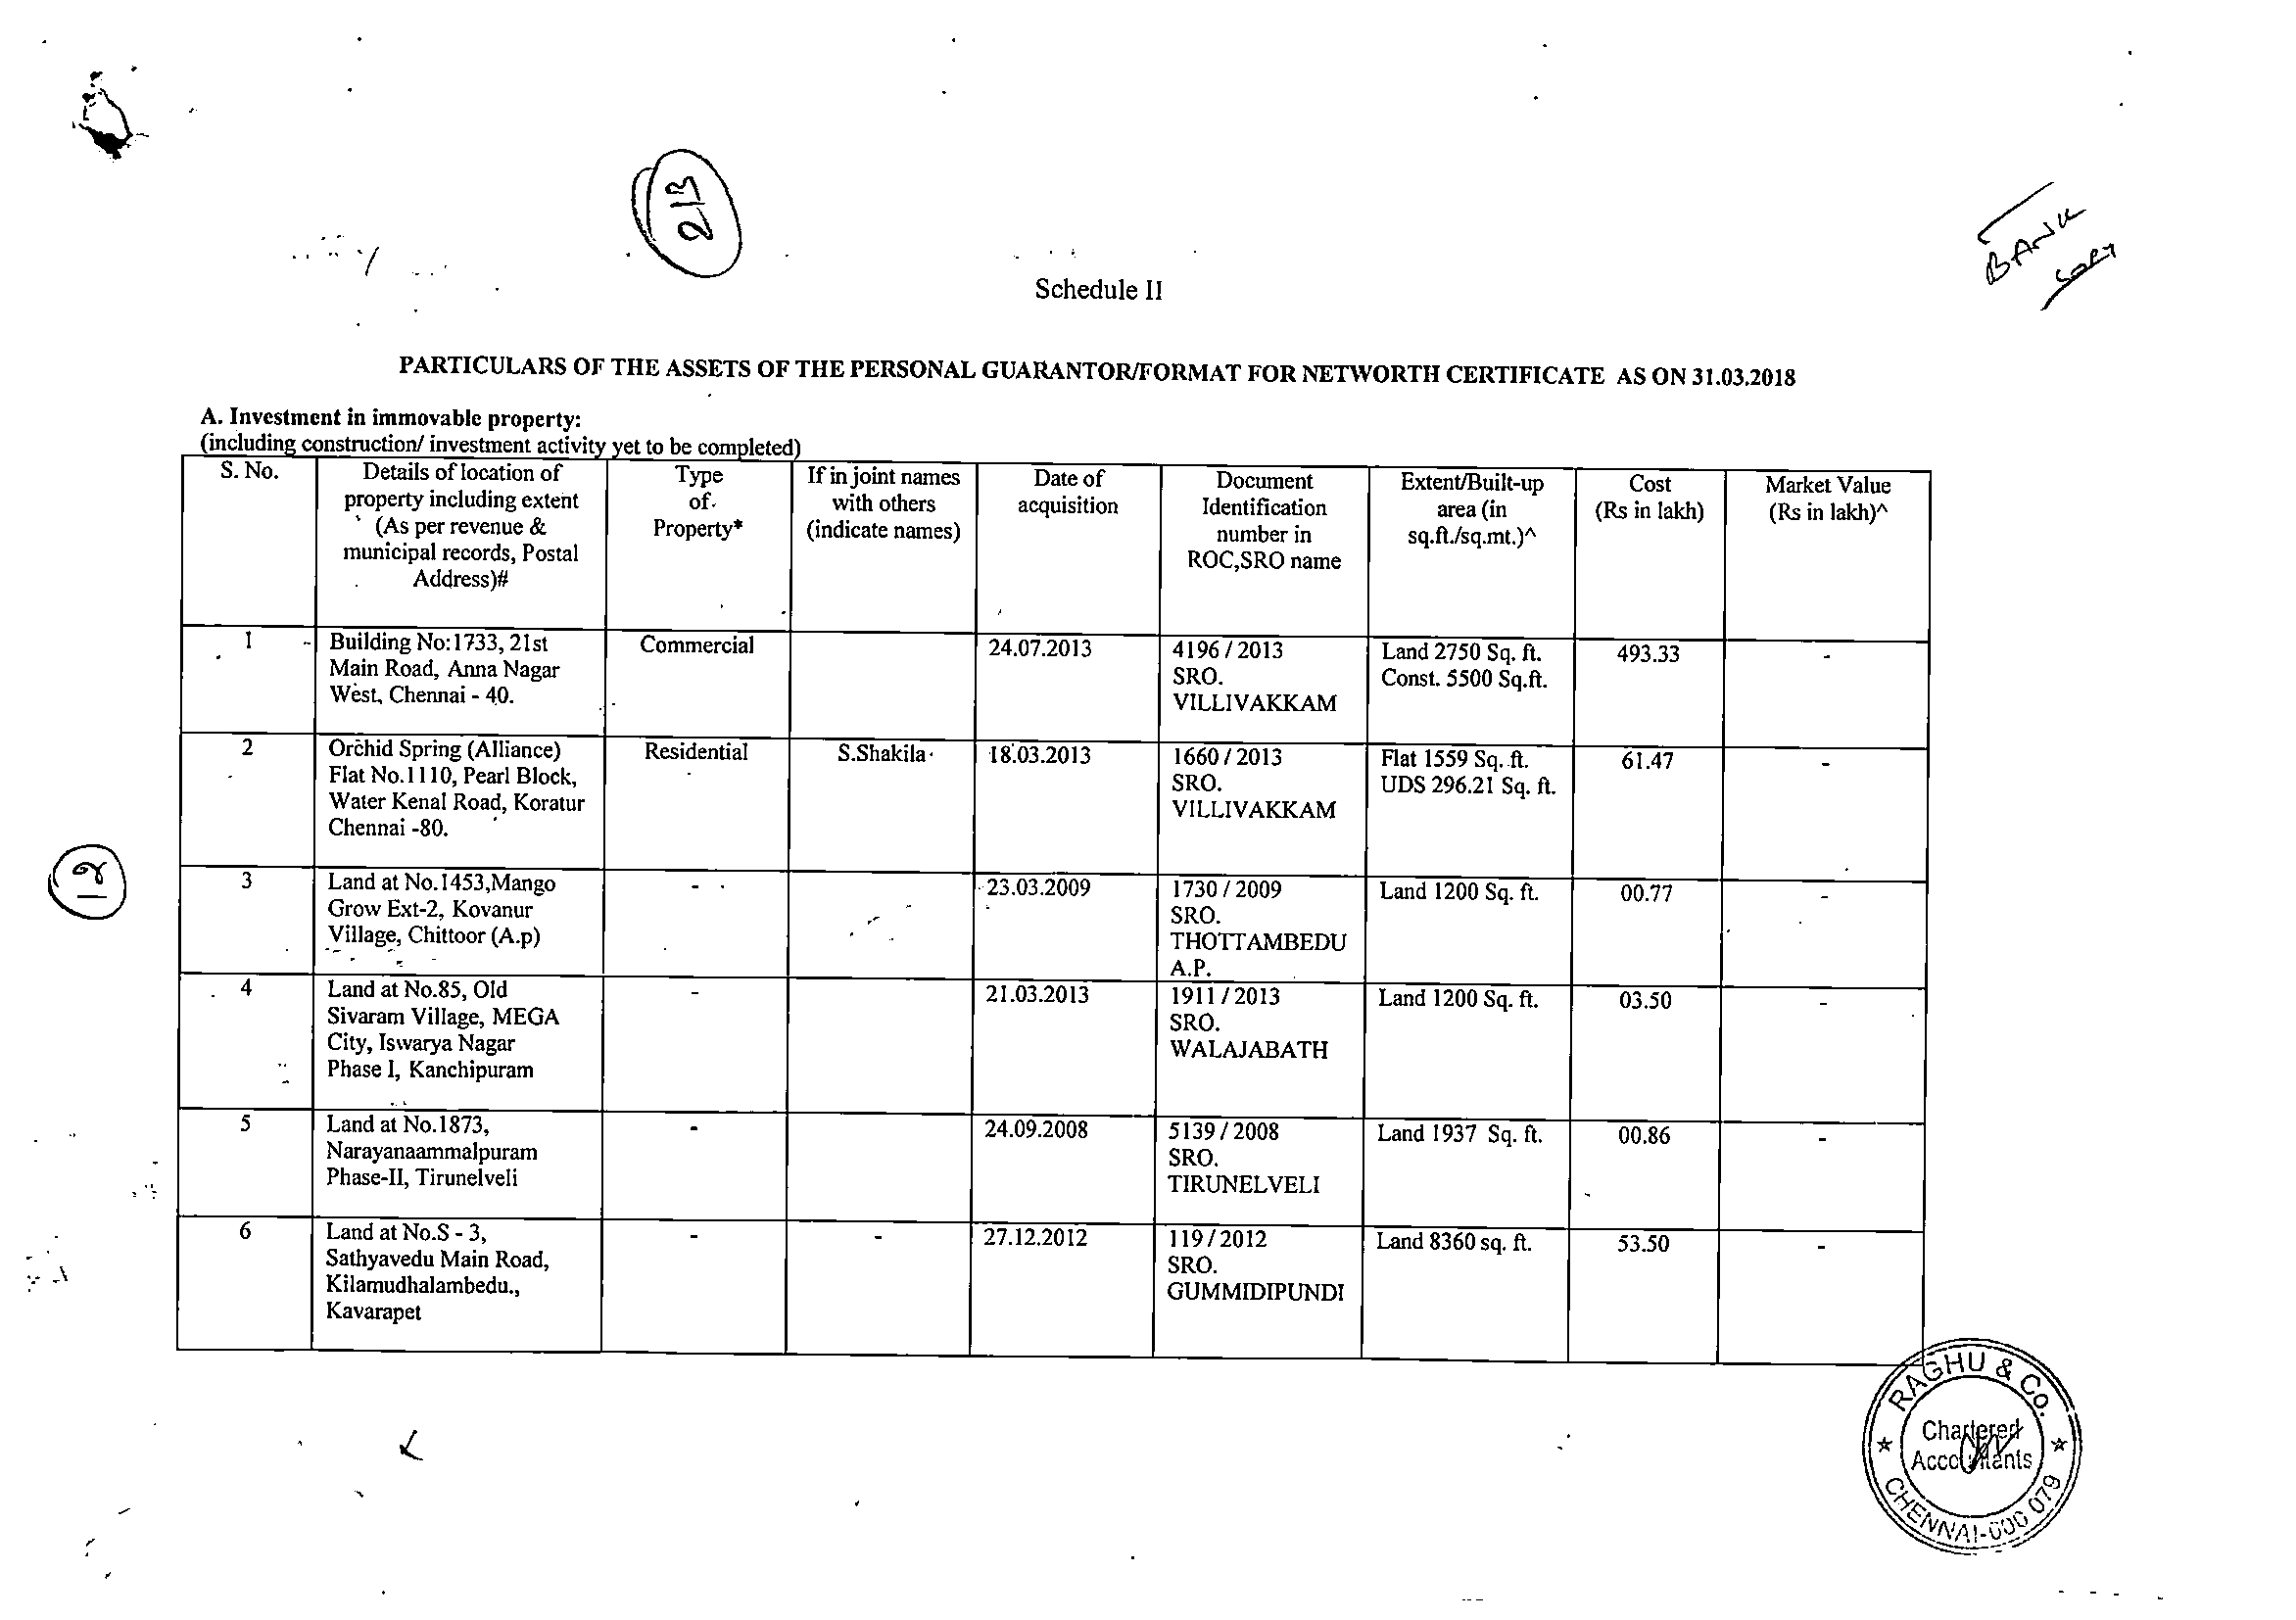 213
BANK
COPY
Schedule II
PARTICULARS OF THE ASSETS OF THE PERSONAL GUARANTOR/FORMAT FOR NETWORTH CERTIFICATE AS ON 31.03.2018
A. Investment in immovable property:
(including construction/ investment activity yet to be completed)
S. No.
Details of location of
property including extent
(As per revenue &
municipal records, Postal
Address)#
Type
of
Property*
If in joint names
with others
(indicate names)
Date of
acquisition
Document
Identification
number in
ROC,SRO name
Extent/Built-up
area (in
sq.ft./sq.mt.)^
Cost
(Rs in lakh)
Market Value
(Rs in lakh)^
1
Building No:1733, 21st
Main Road, Anna Nagar
West, Chennai - 40.
Commercial
24.07.2013
4196 / 2013
SRO.
VILLIVAKKAM
Land 2750 Sq. ft.
Const. 5500 Sq.ft.
493.33
-
2
Orchid Spring (Alliance)
Flat No.1110, Pearl Block,
Water Kenal Road, Koratur
Chennai -80.
Residential
S.Shakila
18.03.2013
1660 / 2013
SRO.
VILLIVAKKAM
Flat 1559 Sq. ft.
UDS 296.21 Sq. ft.
61.47
-
3
Land at No.1453,Mango
Grow Ext-2, Kovanur
Village, Chittoor (A.p)
-
23.03.2009
1730 / 2009
SRO.
THOTTAMBEDU
A.P.
Land 1200 Sq. ft.
00.77
-
4
Land at No.85, Old
Sivaram Village, MEGA
City, Iswarya Nagar
Phase I, Kanchipuram
-
21.03.2013
1911 / 2013
SRO.
WALAJABATH
Land 1200 Sq. ft.
03.50
-
5
Land at No.1873,
Narayanaammalpuram
Phase-II, Tirunelveli
-
24.09.2008
5139 / 2008
SRO.
TIRUNELVELI
Land 1937 Sq. ft.
00.86
-
6
Land at No.S - 3,
Sathyavedu Main Road,
Kilamudhalambedu.,
Kavarapet
-
-
27.12.2012
119 / 2012
SRO.
GUMMIDIPUNDI
Land 8360 sq. ft.
53.50
-
RAGHU & Co.
Chartered
Accountants
CHENNAI-600 079